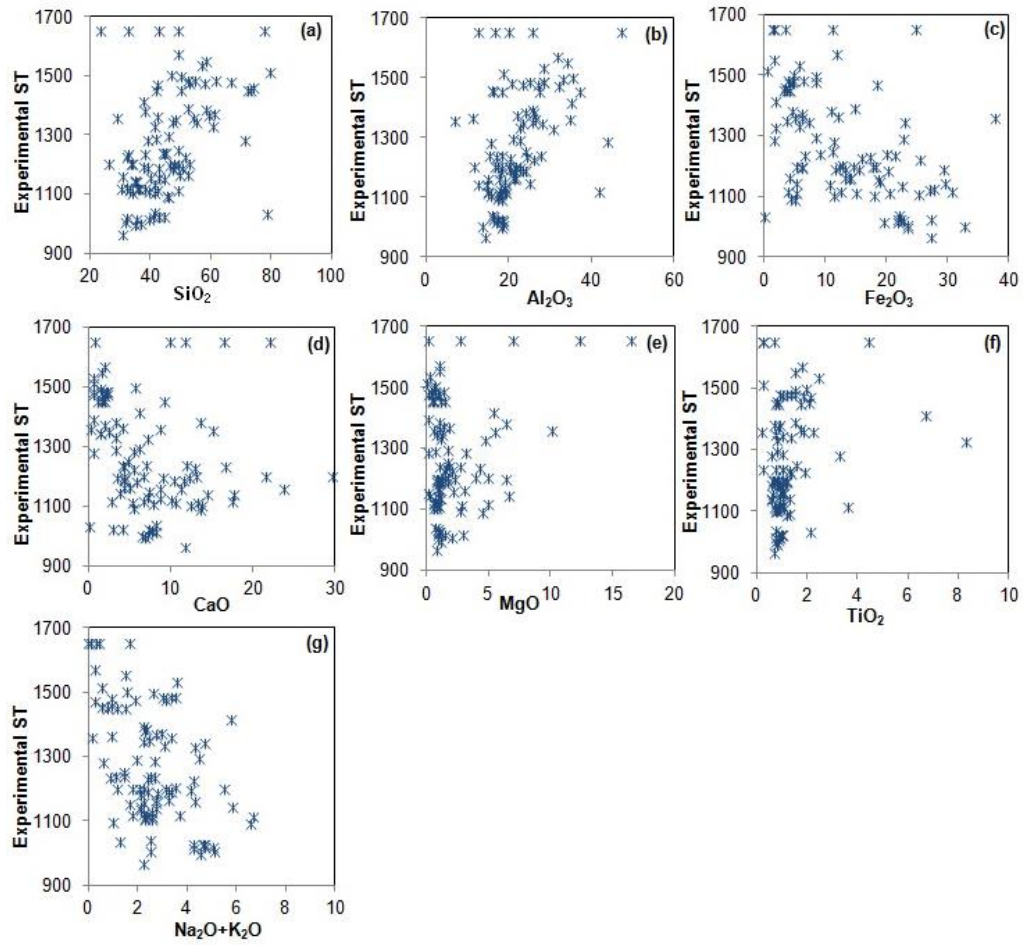 (a)
Experimental ST
1700
1500
1300
1100
900
20 40 60 80 100
SiO₂
(b)
Experimental ST
1700
1500
1300
1100
900
0 20 40 60
Al₂O₃
(c)
Experimental ST
1700
1500
1300
1100
900
0 10 20 30 40
Fe₂O₃
(d)
Experimental ST
1700
1500
1300
1100
900
0 10 20 30
CaO
(e)
Experimental ST
1700
1500
1300
1100
900
0 5 10 15 20
MgO
(f)
Experimental ST
1700
1500
1300
1100
900
0 2 4 6 8 10
TiO₂
(g)
Experimental ST
1700
1500
1300
1100
900
0 2 4 6 8 10
Na₂O+K₂O